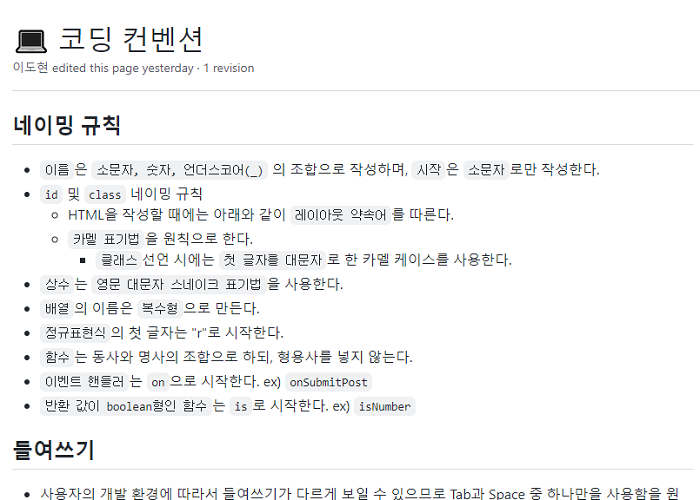 💻 코딩 컨벤션
이도현 edited this page yesterday · 1 revision
네이밍 규칙
이름 은 소문자, 숫자, 언더스코어(_) 의 조합으로 작성하며, 시작 은 소문자 로만 작성한다.
id 및 class 네이밍 규칙
HTML을 작성할 때에는 아래와 같이 레이아웃 약속어 를 따른다.
카멜 표기법 을 원칙으로 한다.
클래스 선언 시에는 첫 글자를 대문자 로 한 카멜 케이스를 사용한다.
상수 는 영문 대문자 스네이크 표기법 을 사용한다.
배열 의 이름은 복수형 으로 만든다.
정규표현식 의 첫 글자는 "r"로 시작한다.
함수 는 동사와 명사의 조합으로 하되, 형용사를 넣지 않는다.
이벤트 핸들러 는 on 으로 시작한다. ex) onSubmitPost
반환 값이 boolean형인 함수 는 is 로 시작한다. ex) isNumber
들여쓰기
사용자의 개발 환경에 따라서 들여쓰기가 다르게 보일 수 있으므로 Tab과 Space 중 하나만을 사용함을 원